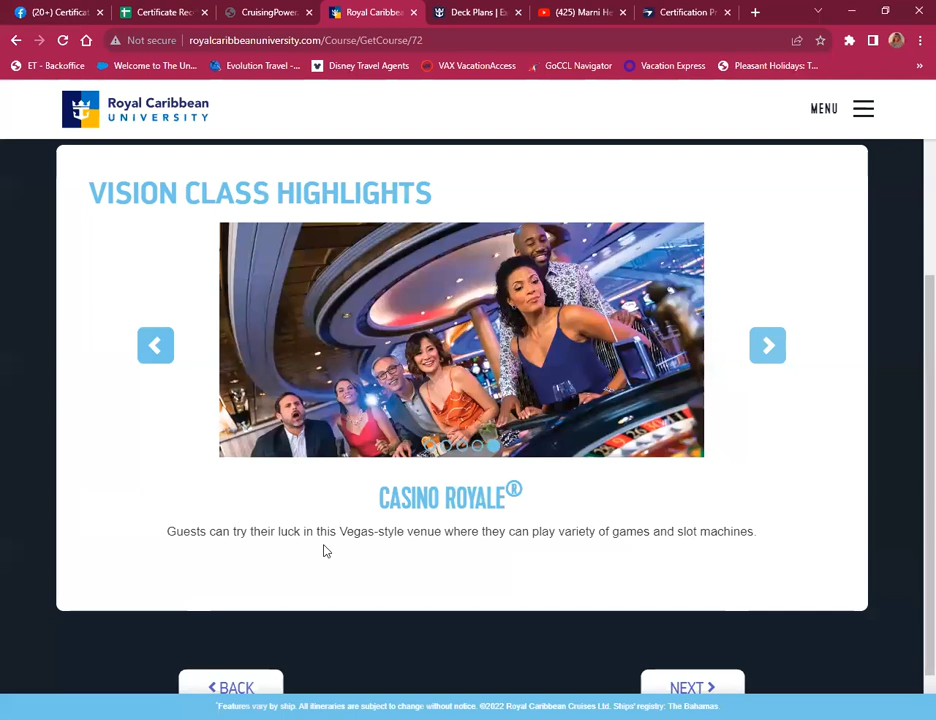 (20+) Certificat
Certificate Rec
CruisingPower.
Royal Caribbe
Deck Plans | E
(425) Marni He
Certification Pr
Not secure
royalcaribbeanuniversity.com/Course/GetCourse/72
ET - Backoffice
Welcome to The Un...
Evolution Travel -...
Disney Travel Agents
VAX VacationAccess
GoCCL Navigator
Vacation Express
Pleasant Holidays: T...
»
Royal Caribbean
UNIVERSITY
MENU
VISION CLASS HIGHLIGHTS
CASINO ROYALE®
Guests can try their luck in this Vegas-style venue where they can play variety of games and slot machines.
BACK
NEXT
*Features vary by ship. All itineraries are subject to change without notice. ©2022 Royal Caribbean Cruises Ltd. Ships' registry: The Bahamas.